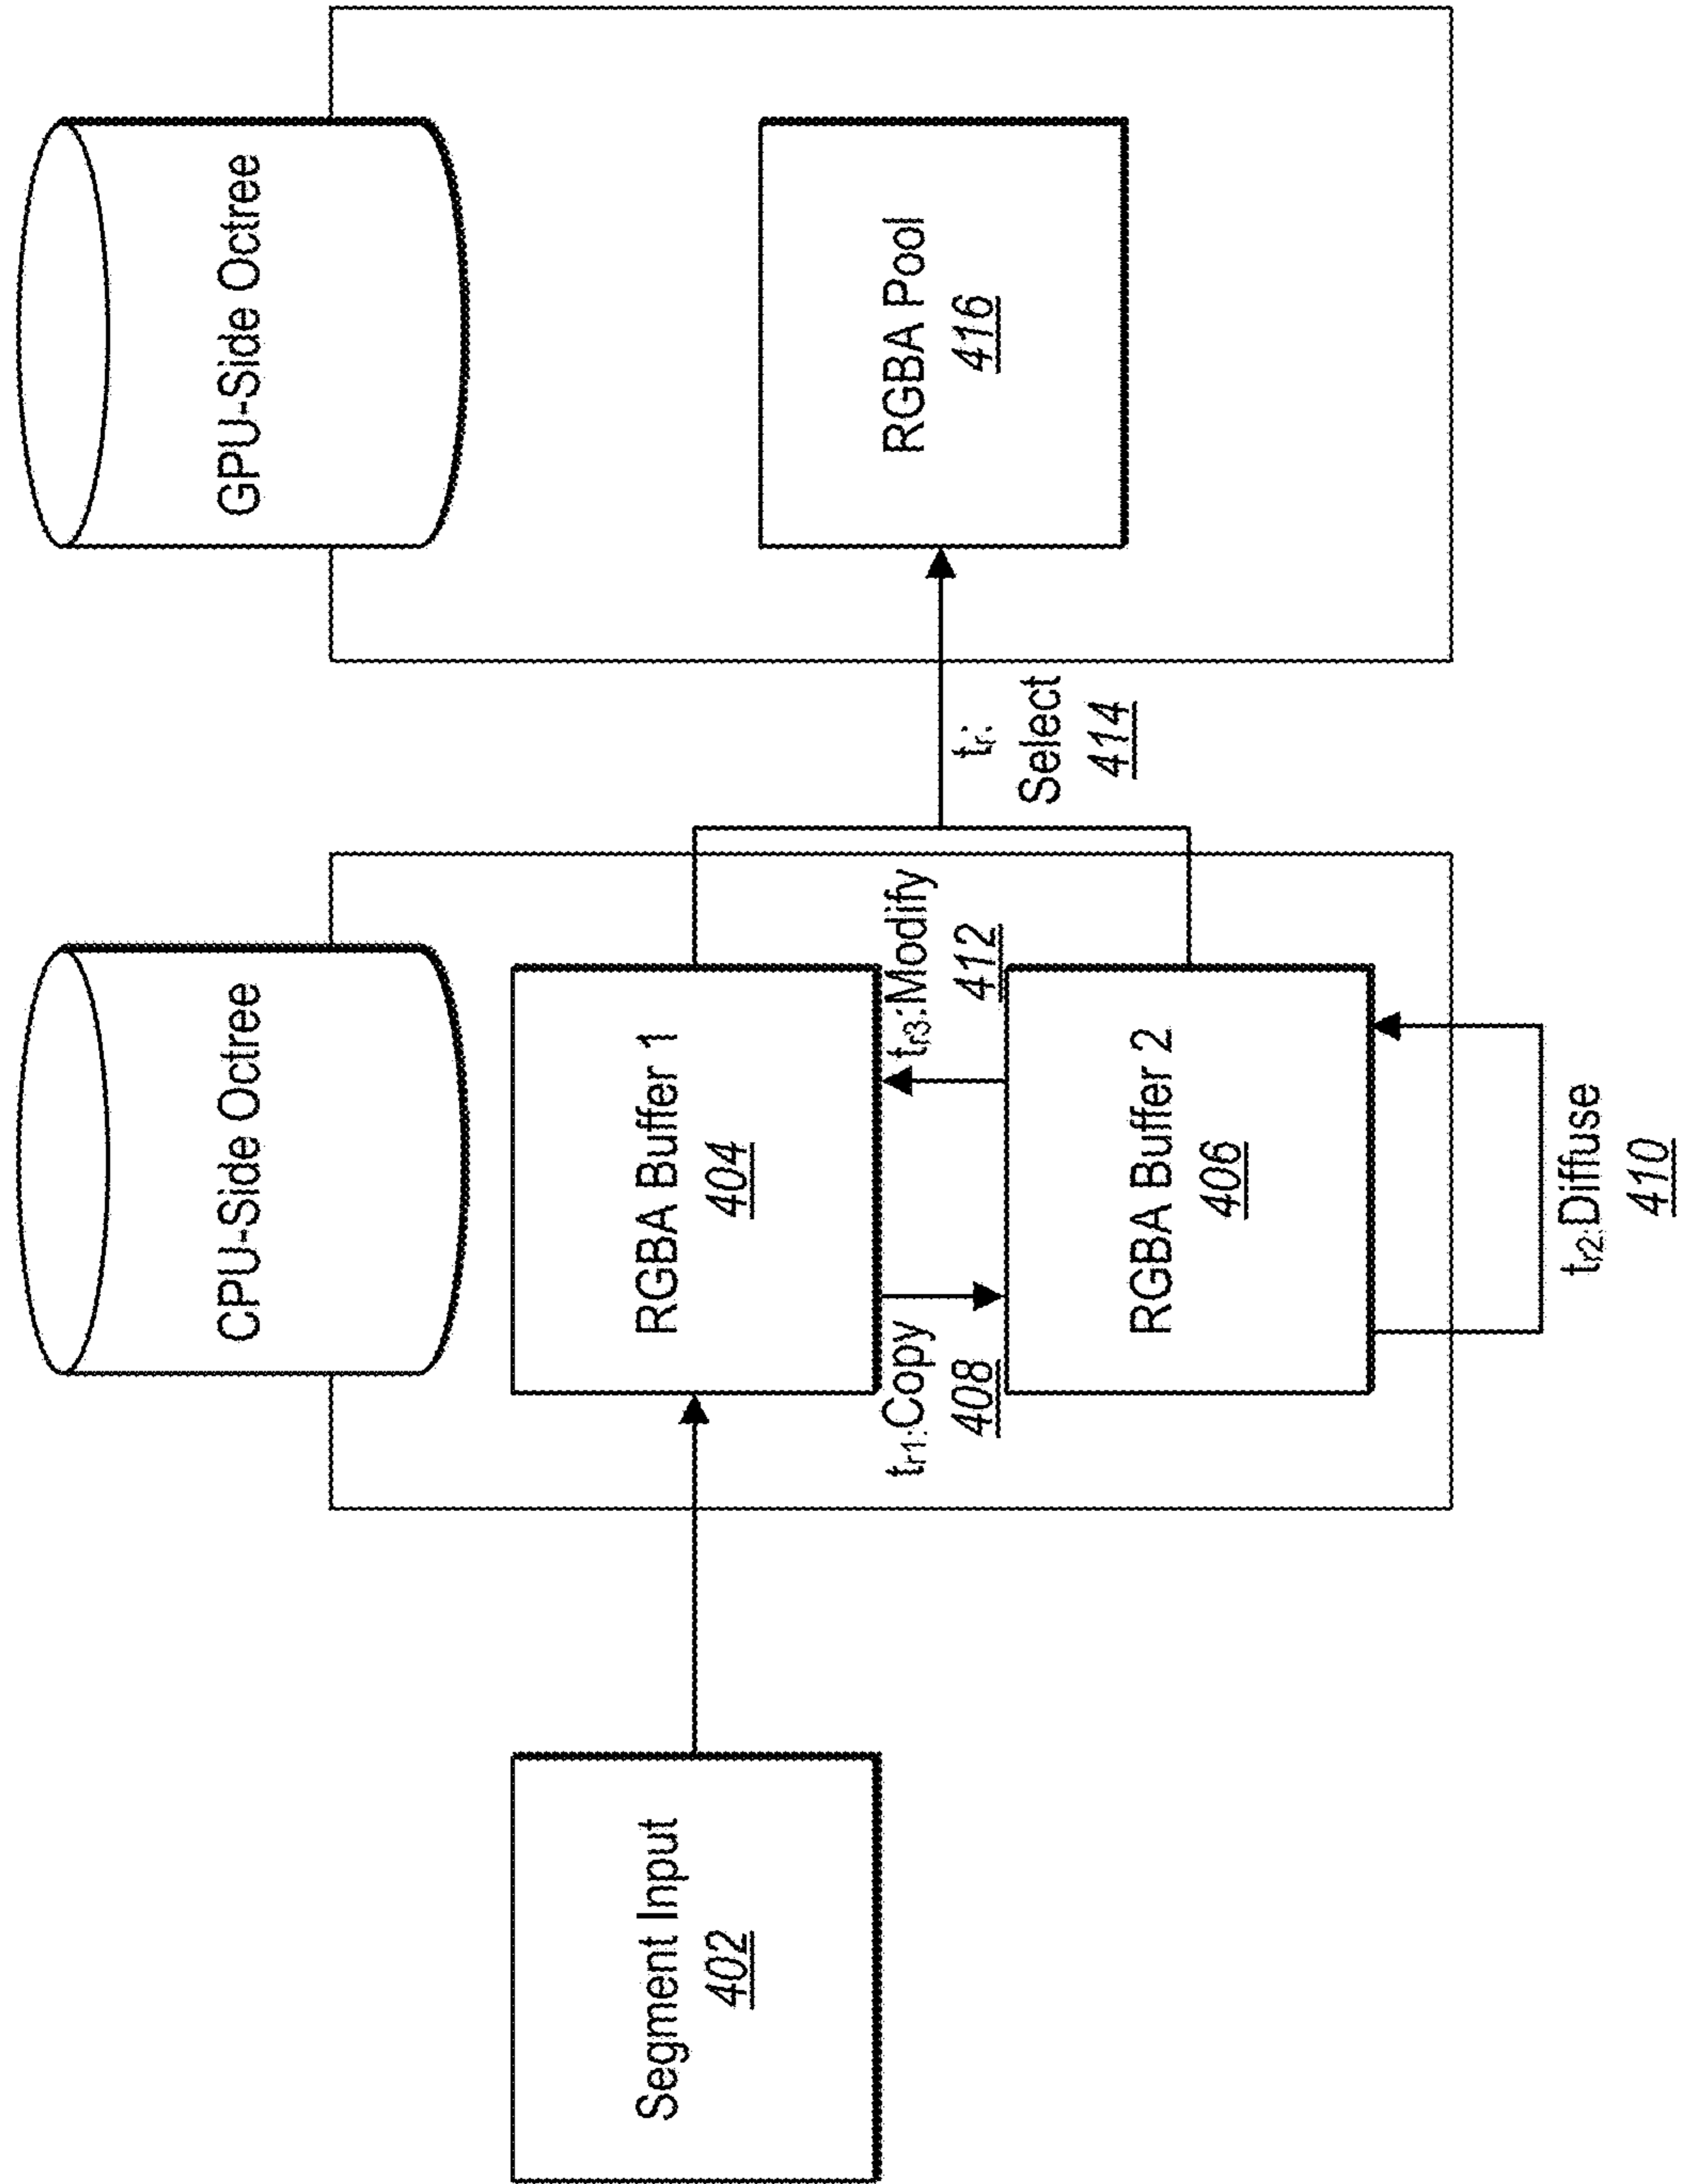 CPU-Side Octree
GPU-Side Octree
Segment Input
402
RGBA Buffer 1
404
tr1:Copy
408
tr3:Modify
412
RGBA Buffer 2
406
tr2:Diffuse
410
tr:
Select
414
RGBA Pool
416